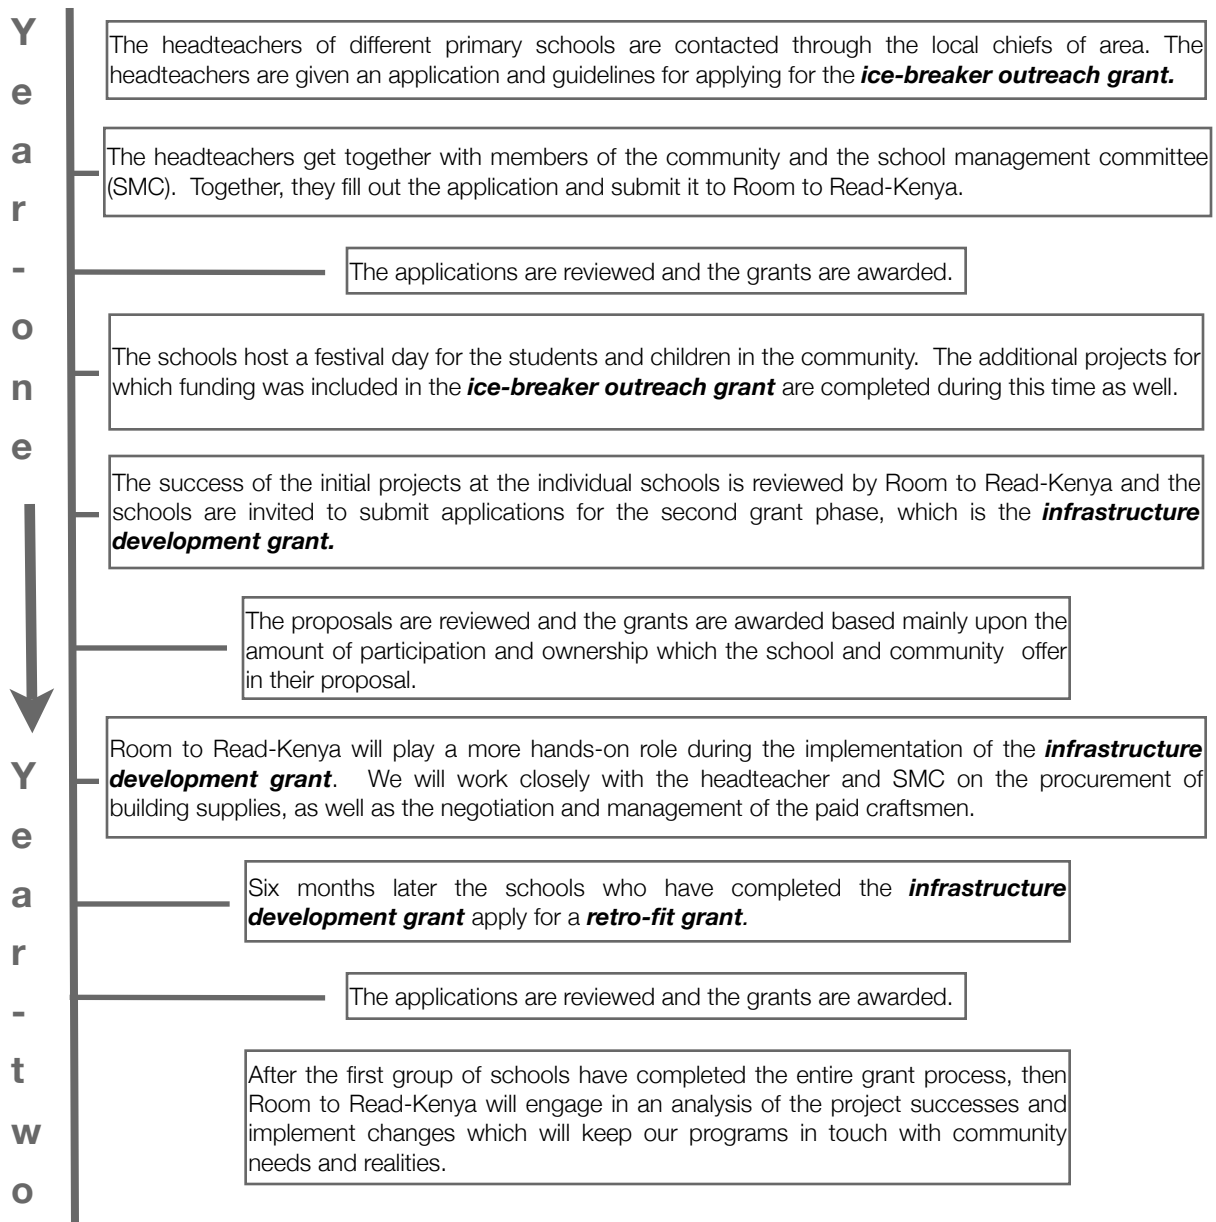 Year-one
The headteachers of different primary schools are contacted through the local chiefs of area. The
headteachers are given an application and guidelines for applying for the ice-breaker outreach grant.
The headteachers get together with members of the community and the school management committee
(SMC). Together, they fill out the application and submit it to Room to Read-Kenya.
The applications are reviewed and the grants are awarded.
The schools host a festival day for the students and children in the community. The additional projects for
which funding was included in the ice-breaker outreach grant are completed during this time as well.
The success of the initial projects at the individual schools is reviewed by Room to Read-Kenya and the
schools are invited to submit applications for the second grant phase, which is the infrastructure
development grant.
The proposals are reviewed and the grants are awarded based mainly upon the
amount of participation and ownership which the school and community offer
in their proposal.
Year-two
Room to Read-Kenya will play a more hands-on role during the implementation of the infrastructure
development grant. We will work closely with the headteacher and SMC on the procurement of
building supplies, as well as the negotiation and management of the paid craftsmen.
Six months later the schools who have completed the infrastructure
development grant apply for a retro-fit grant.
The applications are reviewed and the grants are awarded.
After the first group of schools have completed the entire grant process, then
Room to Read-Kenya will engage in an analysis of the project successes and
implement changes which will keep our programs in touch with community
needs and realities.